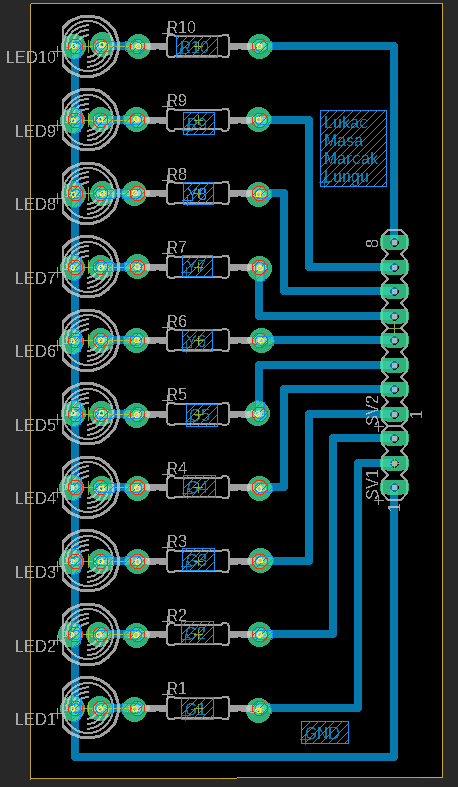 R10
LED10
R10
R9
LED9
R9
Lukac
Masa
Marcak
Lungu
R8
LED8
Y8
8
R7
LED7
Y7
R6
LED6
Y6
R5
LED5
G5
SV2
1
R4
LED4
G4
SV1
1
R3
LED3
G3
R2
LED2
G2
R1
LED1
G1
GND